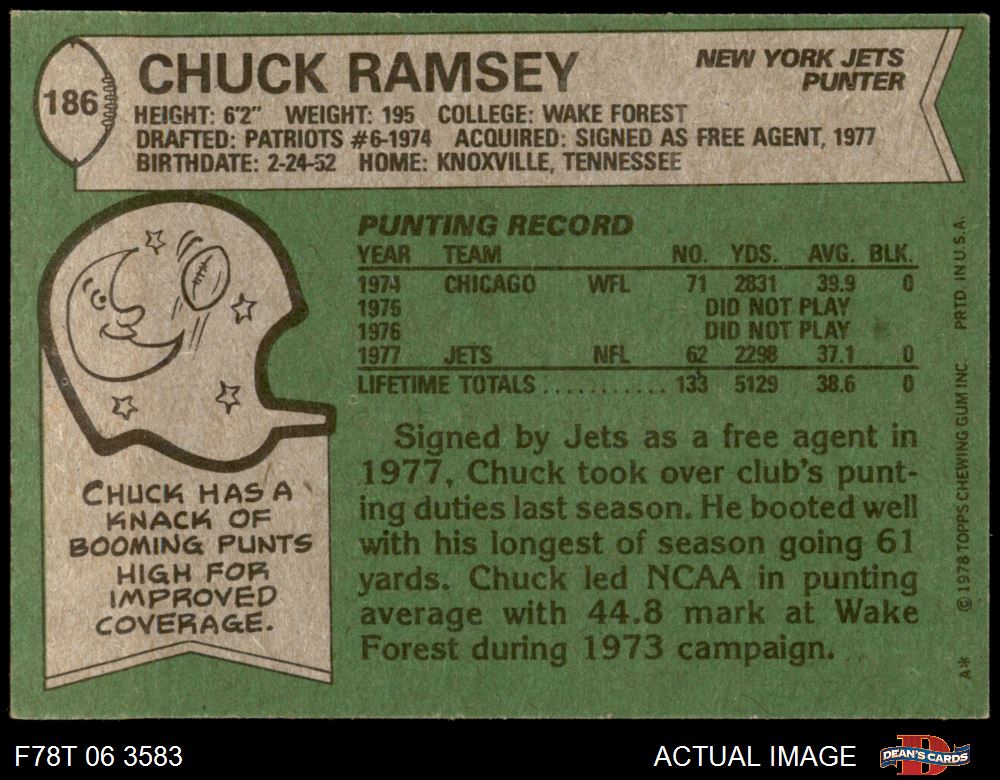 186
CHUCK RAMSEY
NEW YORK JETS
PUNTER
HEIGHT: 6'2" WEIGHT: 195 COLLEGE: WAKE FOREST
DRAFTED: PATRIOTS #6-1974 ACQUIRED: SIGNED AS FREE AGENT, 1977
BIRTHDATE: 2-24-52 HOME: KNOXVILLE, TENNESSEE
CHUCK HAS A
KNACK OF
BOOMING PUNTS
HIGH FOR
IMPROVED
COVERAGE.
PUNTING RECORD
YEAR TEAM NO. YDS. AVG. BLK.
1974 CHICAGO WFL 71 2831 39.9 0
1975 DID NOT PLAY
1976 DID NOT PLAY
1977 JETS NFL 62 2298 37.1 0
LIFETIME TOTALS ........... 133 5129 38.6 0
Signed by Jets as a free agent in
1977, Chuck took over club's punt-
ing duties last season. He booted well
with his longest of season going 61
yards. Chuck led NCAA in punting
average with 44.8 mark at Wake
Forest during 1973 campaign.
A* © 1978 TOPPS CHEWING GUM INC. PRTD. IN U.S.A.
F78T 06 3583
ACTUAL IMAGE
D
DEAN'S CARDS